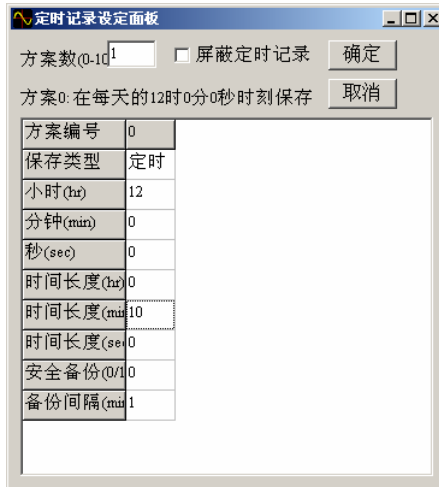 定时记录设定面板
方案数(0-10 1 屏蔽定时记录 确定
方案0:在每天的12时0分0秒时刻保存 取消
方案编号 0
保存类型 定时
小时(hr) 12
分钟(min) 0
秒(sec) 0
时间长度(hr) 0
时间长度(min 10
时间长度(sec 0
安全备份(0/1 0
备份间隔(min 1